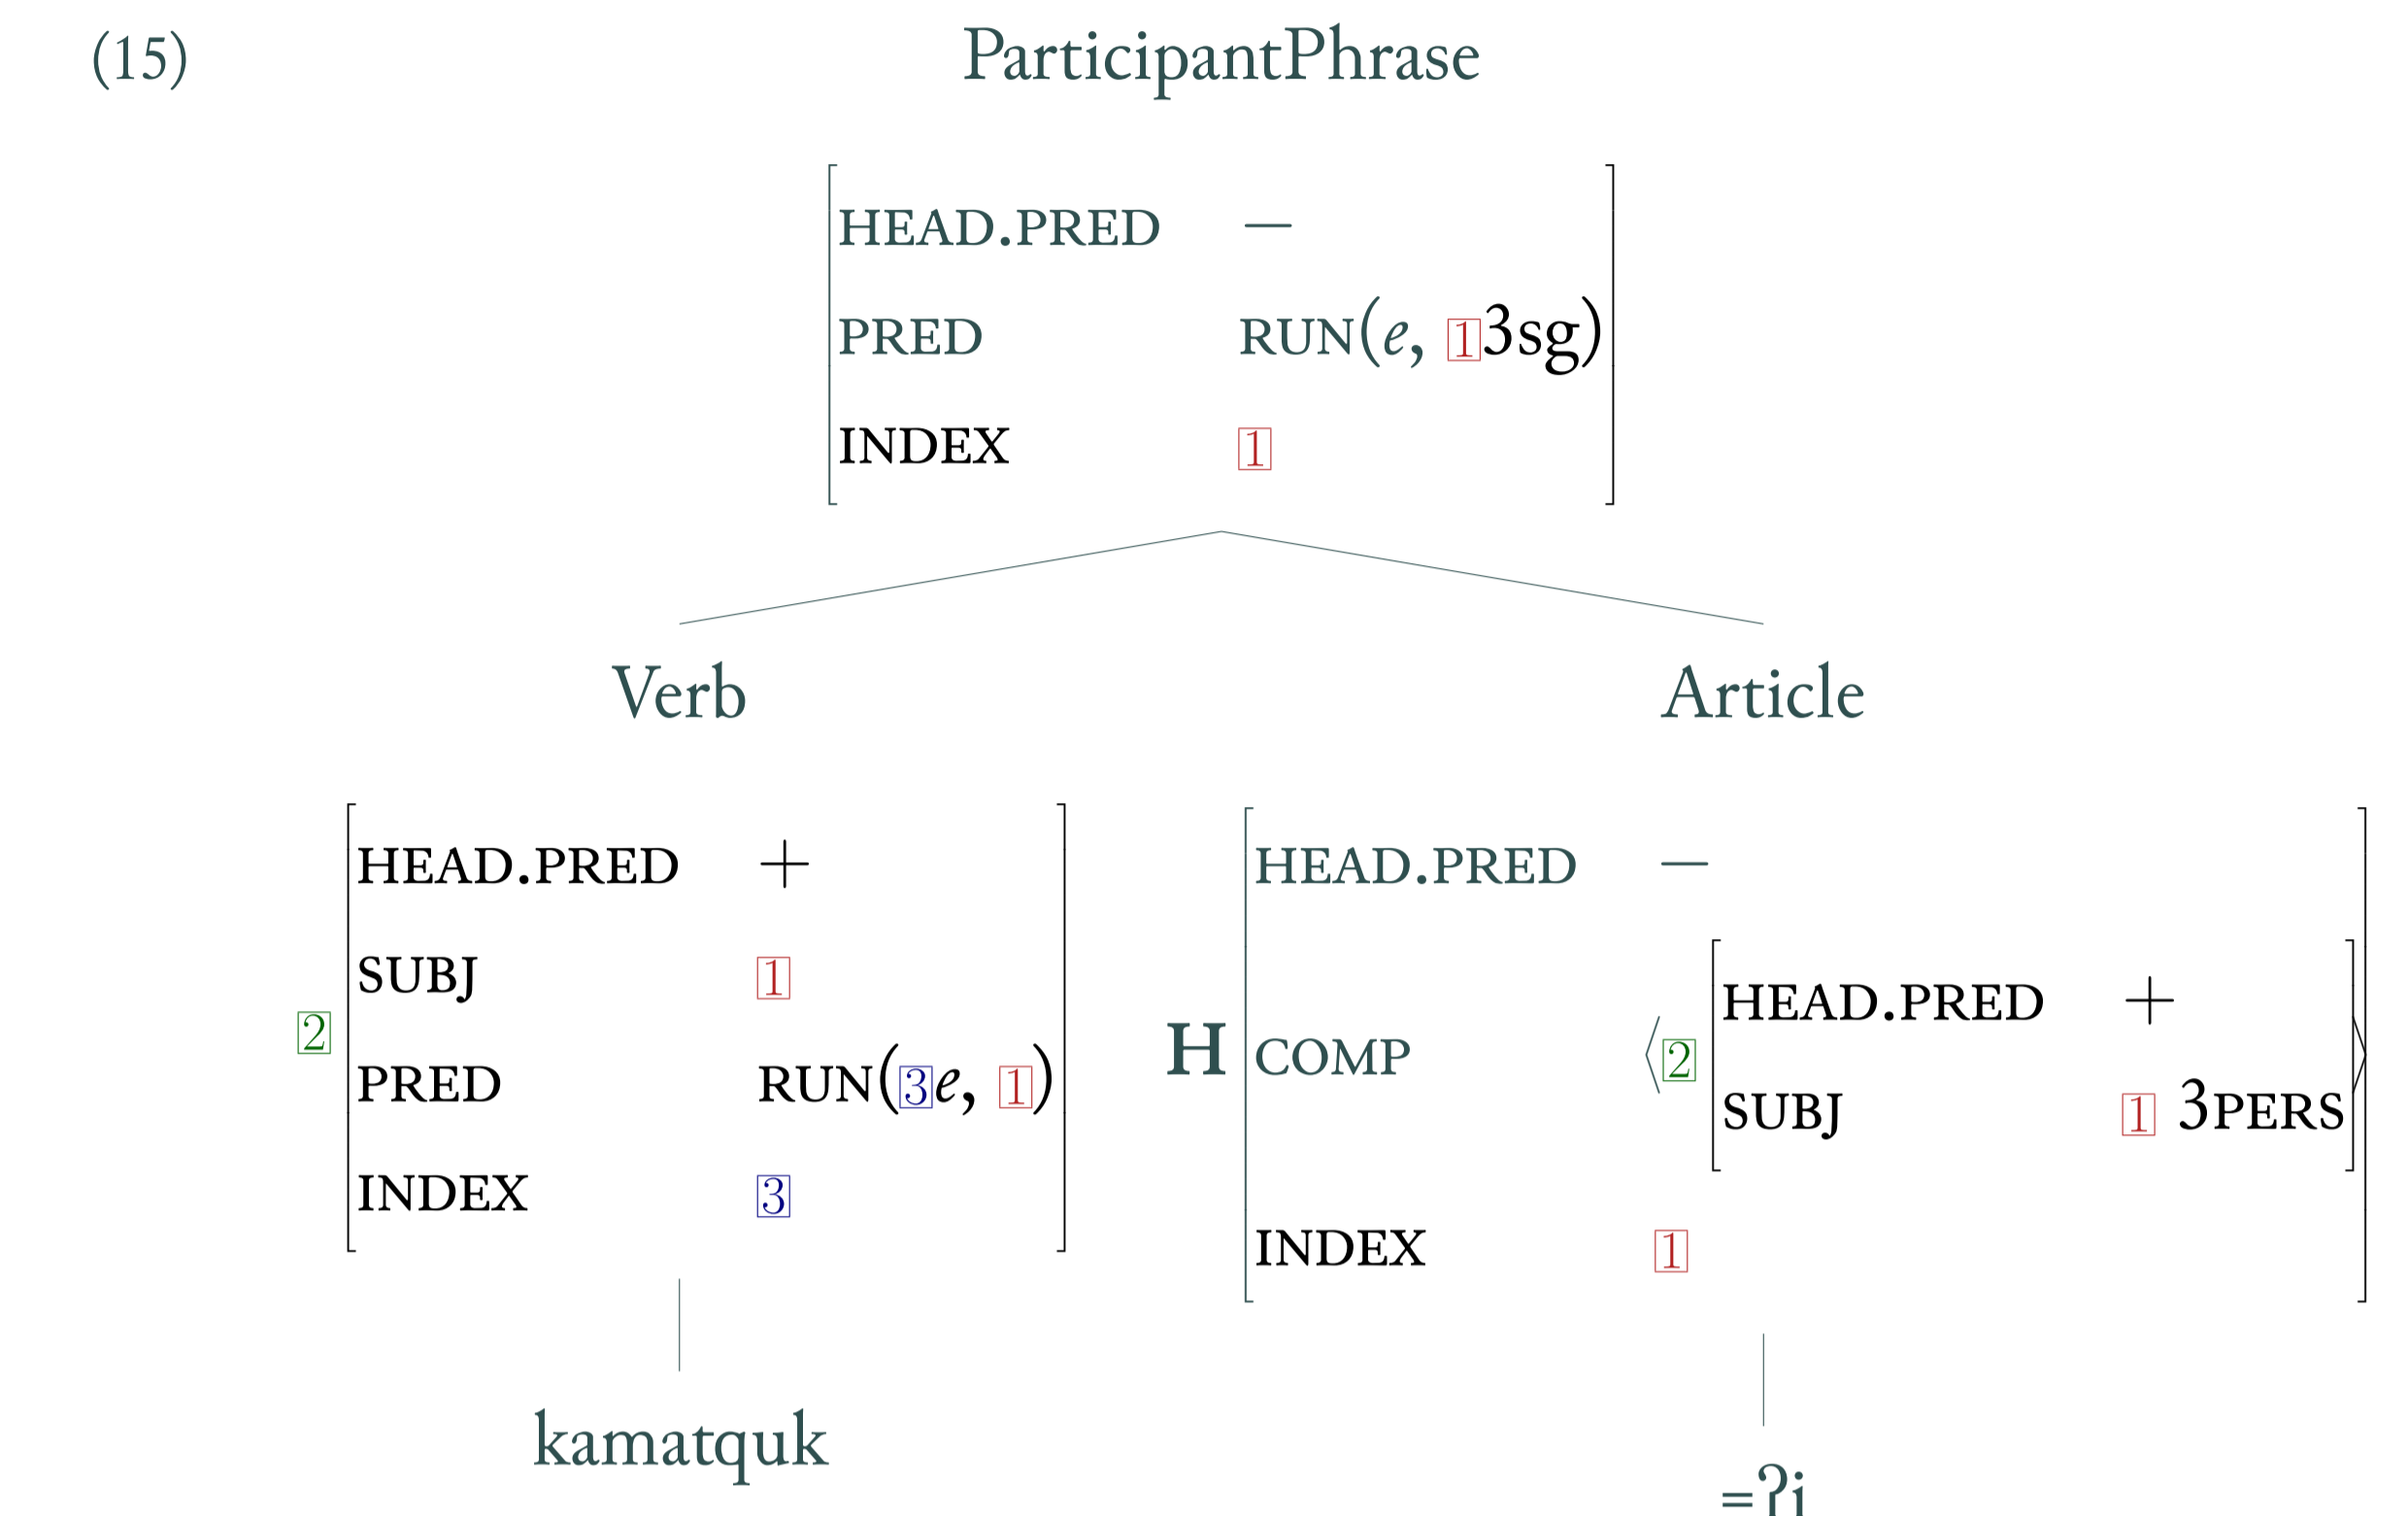 (15) ParticipantPhrase
HEAD.PRED −
PRED RUN(e, 1 3sg)
INDEX 1
Verb Article
HEAD.PRED + HEAD.PRED −
HEAD.PRED +
SUBJ 1
2 H COMP ⟨ 2
PRED RUN(3 e, 1) SUBJ 1 3PERS ⟩
INDEX 3
INDEX 1
kamatquk
=ʔi